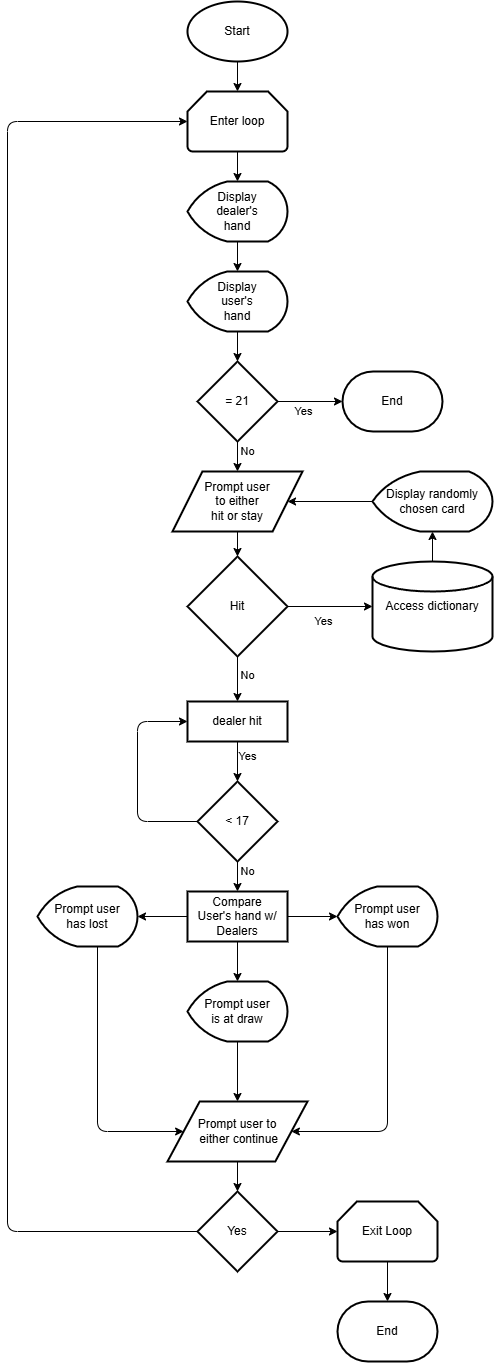 Start
Enter loop
Display
dealer's
hand
Display
user's
hand
= 21
Yes
End
No
Prompt user
to either
hit or stay
Display randomly
chosen card
Hit
Yes
Access dictionary
No
dealer hit
Yes
< 17
No
Prompt user
has lost
Compare
User's hand w/
Dealers
Prompt user
has won
Prompt user
is at draw
Prompt user to
either continue
Yes
Exit Loop
End